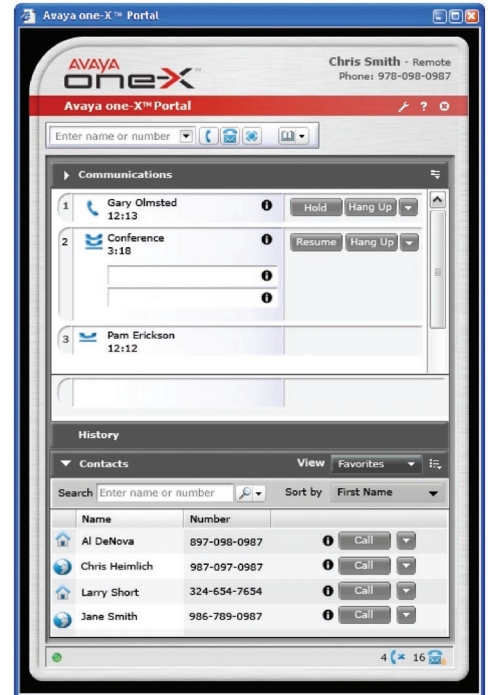 Avaya one-X™ Portal
AVAYA
one-X™
Chris Smith - Remote
Phone: 978-098-0987
Avaya one-X™ Portal
?
Enter name or number
Communications
1 Gary Olmsted
12:13
Hold Hang Up
2 Conference
3:18
Resume Hang Up
3 Pam Erickson
12:12
History
Contacts View Favorites
Search Enter name or number Sort by First Name
Name Number
Al DeNova 897-098-0987 Call
Chris Heimlich 987-097-0987 Call
Larry Short 324-654-7654 Call
Jane Smith 986-789-0987 Call
4 16